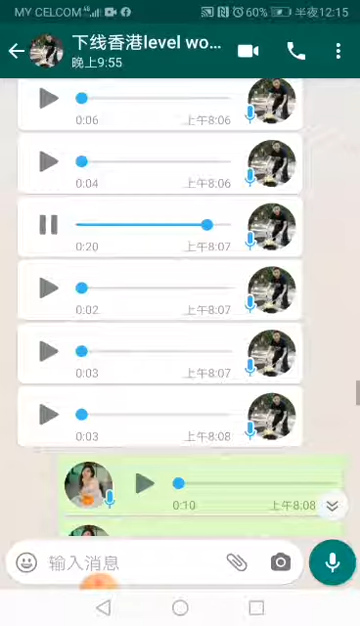 MY CELCOM 60% 半夜12:15
下线香港level wo...
晚上9:55
0:06 上午8:06
0:04 上午8:06
0:20 上午8:07
0:02 上午8:07
0:03 上午8:07
0:03 上午8:08
0:10 上午8:08
输入消息